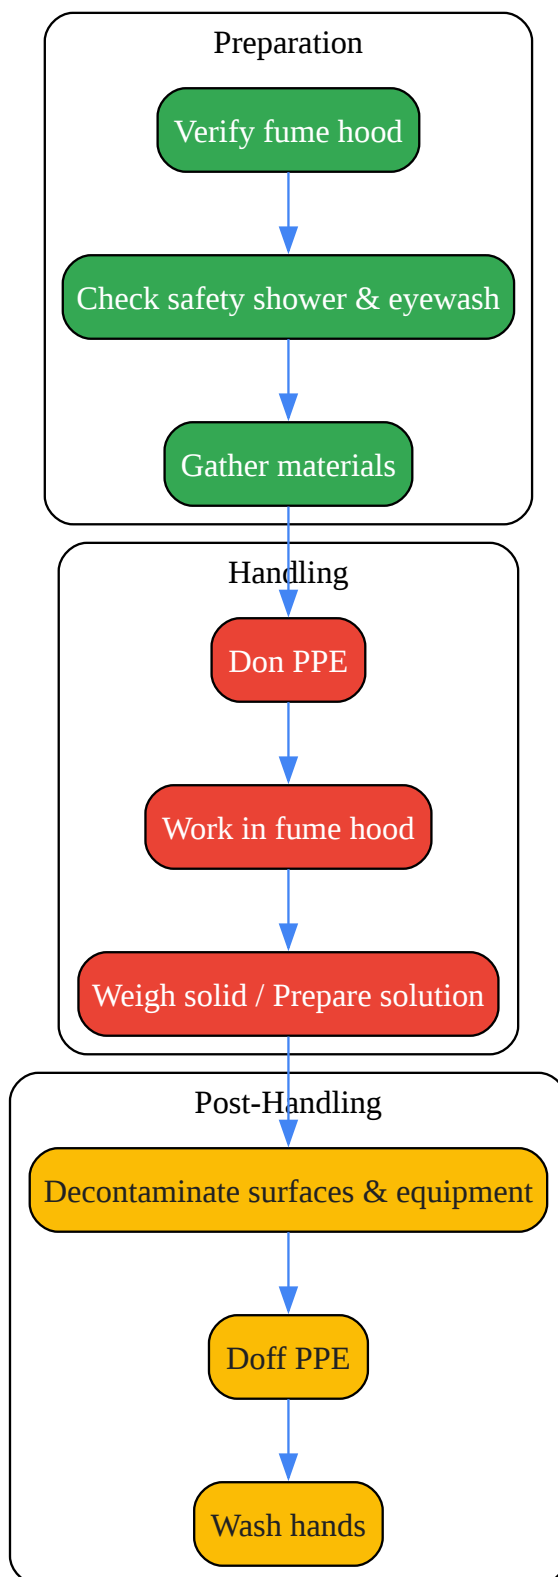 Preparation
Verify fume hood
Check safety shower & eyewash
Gather materials
Handling
Don PPE
Work in fume hood
Weigh solid / Prepare solution
Post-Handling
Decontaminate surfaces & equipment
Doff PPE
Wash hands